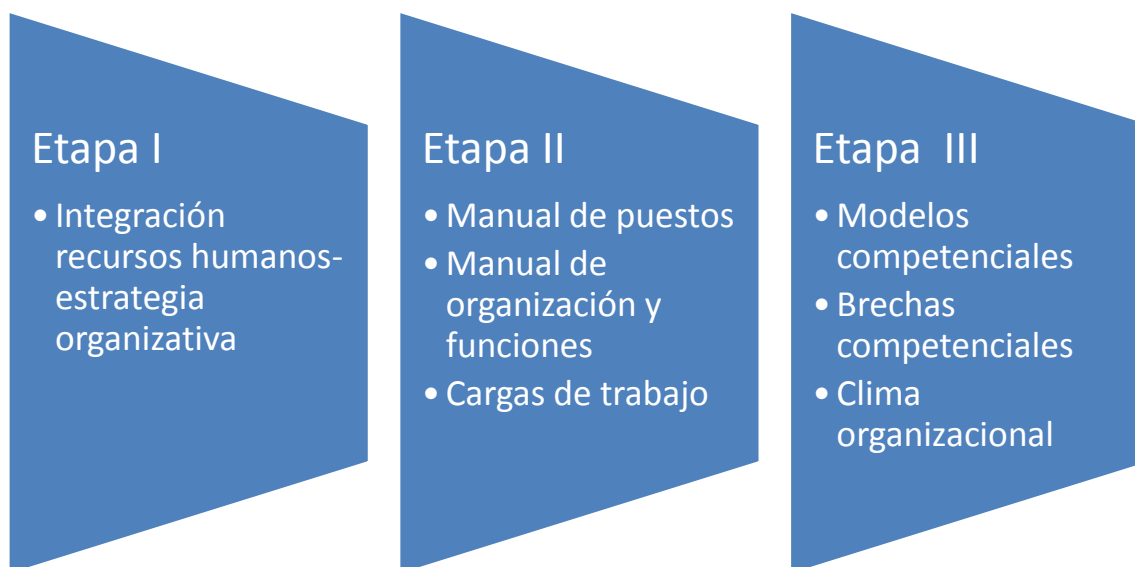 Etapa I
• Integración
recursos humanos-
estrategia
organizativa
Etapa II
• Manual de puestos
• Manual de
organización y
funciones
• Cargas de trabajo
Etapa  III
• Modelos
competenciales
• Brechas
competenciales
• Clima
organizacional